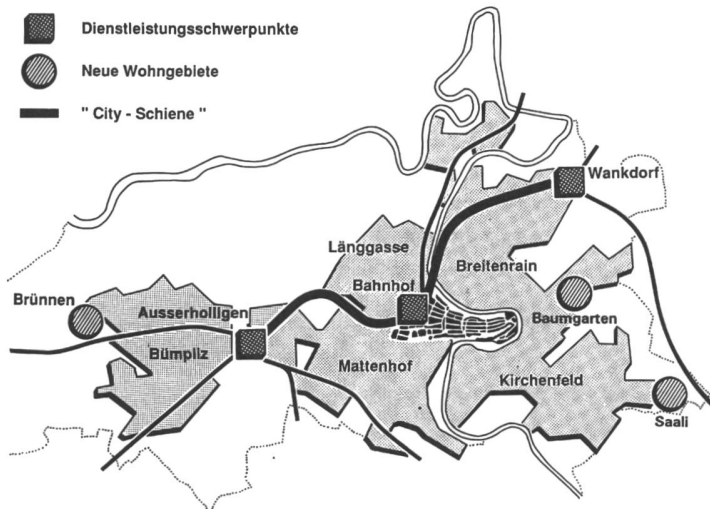 Dienstleistungsschwerpunkte
Neue Wohngebiete
" City - Schiene "
Wankdorf
Länggasse
Breitenrain
Bahnhof
Brünnen
Ausserholligen
Baumgarten
Bümpliz
Mattenhof
Kirchenfeld
Saali